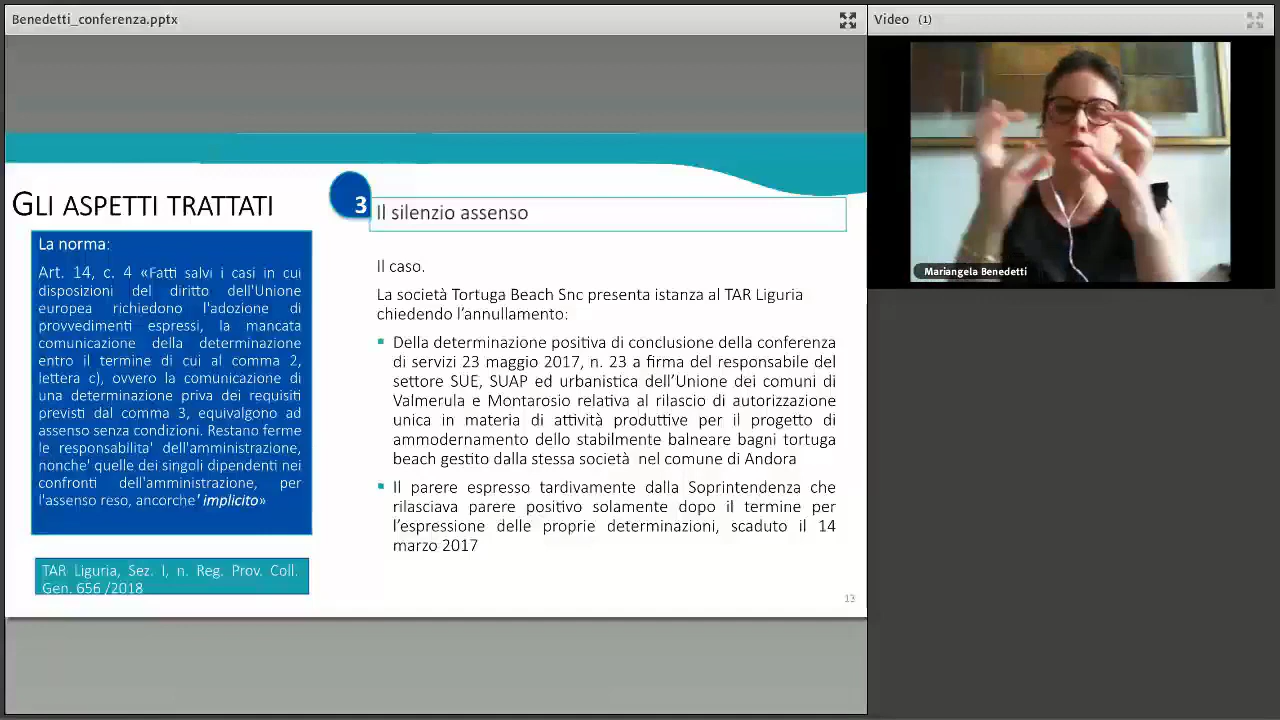 Benedetti_conferenza.pptx
Video (1)
Mariangela Benedetti
GLI ASPETTI TRATTATI
3
Il silenzio assenso
La norma:
Art. 14, c. 4 «Fatti salvi i casi in cui
disposizioni del diritto dell'Unione
europea richiedono l'adozione di
provvedimenti espressi, la mancata
comunicazione della determinazione
entro il termine di cui al comma 2,
lettera c), ovvero la comunicazione di
una determinazione priva dei requisiti
previsti dal comma 3, equivalgono ad
assenso senza condizioni. Restano ferme
le responsabilita' dell'amministrazione,
nonche' quelle dei singoli dipendenti nei
confronti dell'amministrazione, per
l'assenso reso, ancorche' implicito»
TAR Liguria, Sez. I, n. Reg. Prov. Coll.
Gen. 656 /2018
Il caso.
La società Tortuga Beach Snc presenta istanza al TAR Liguria
chiedendo l’annullamento:
Della determinazione positiva di conclusione della conferenza
di servizi 23 maggio 2017, n. 23 a firma del responsabile del
settore SUE, SUAP ed urbanistica dell’Unione dei comuni di
Valmerula e Montarosio relativa al rilascio di autorizzazione
unica in materia di attività produttive per il progetto di
ammodernamento dello stabilmente balneare bagni tortuga
beach gestito dalla stessa società nel comune di Andora
Il parere espresso tardivamente dalla Soprintendenza che
rilasciava parere positivo solamente dopo il termine per
l’espressione delle proprie determinazioni, scaduto il 14
marzo 2017
13